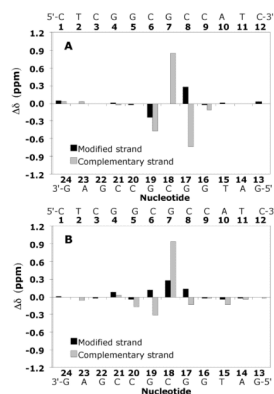 5'-C T C G G C G C C A T C
1 2 3 4 5 6 7 8 9 10 11 12
1.2
0.9
0.6
0.3
0.0
-0.3
-0.6
-0.9
-1.2
Δδ (ppm)
A
Modified strand
Complementary strand
24 23 22 21 20 19 18 17 16 15 14 13
3'-G A G C C G C G G T A G-5'
Nucleotide
5'-C T C G G C G C C A T C-3
1 2 3 4 5 6 7 8 9 10 11 12
1.2
0.9
0.6
0.3
0.0
-0.3
-0.6
-0.9
-1.2
Δδ (ppm)
B
Modified strand
Complementary strand
24 23 22 21 20 19 18 17 16 15 14 13
3'-G A G C C G C G G T A G-5'
Nucleotide